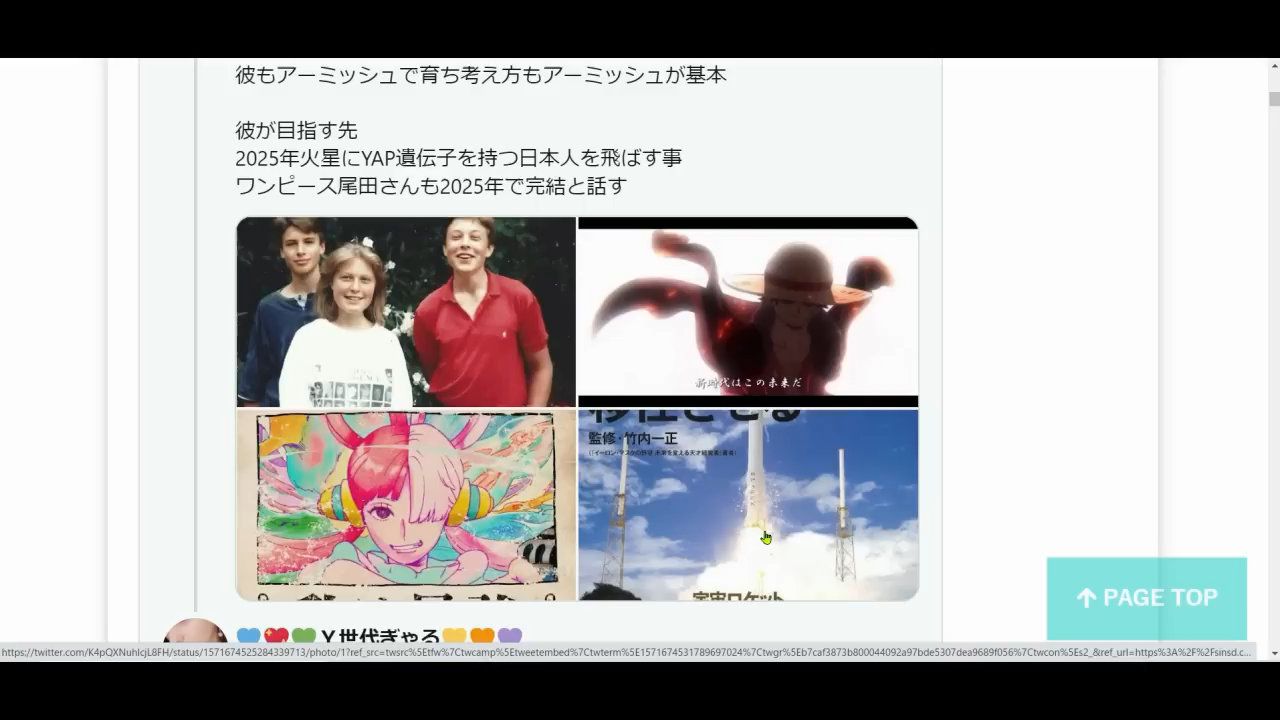 彼もアーミッシュで育ち考え方もアーミッシュが基本
彼が目指す先
2025年火星にYAP遺伝子を持つ日本人を飛ばす事
ワンピース尾田さんも2025年で完結と話す
新時代はこの未来だ
移住させる
監修・竹内一正
宇宙ロケット
💙💖💚Y世代ぎゃる💛🧡💜
↑ PAGE TOP
https://twitter.com/K4pQXNuhIcjL8FH/status/1571674525284339713/photo/1?ref_src=twsrc%5Etfw%7Ctwcamp%5Etweetembed%7Ctwterm%5E1571674531789697024%7Ctwgr%5Eb7caf3873b800044092a97bde5307dea9689f056%7Ctwcon%5Es2_&ref_url=https%3A%2F%2Fsinsd.c...